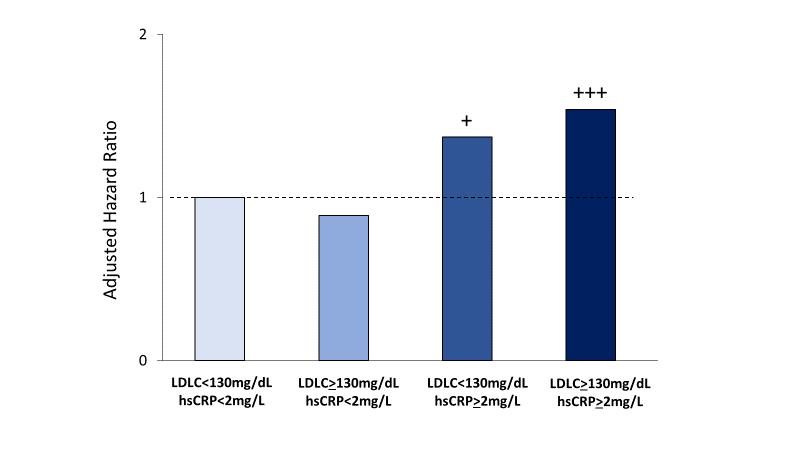 2
Adjusted Hazard Ratio
+++
+
1
0
LDLC<130mg/dL
hsCRP<2mg/L
LDLC≥130mg/dL
hsCRP<2mg/L
LDLC<130mg/dL
hsCRP≥2mg/L
LDLC≥130mg/dL
hsCRP≥2mg/L